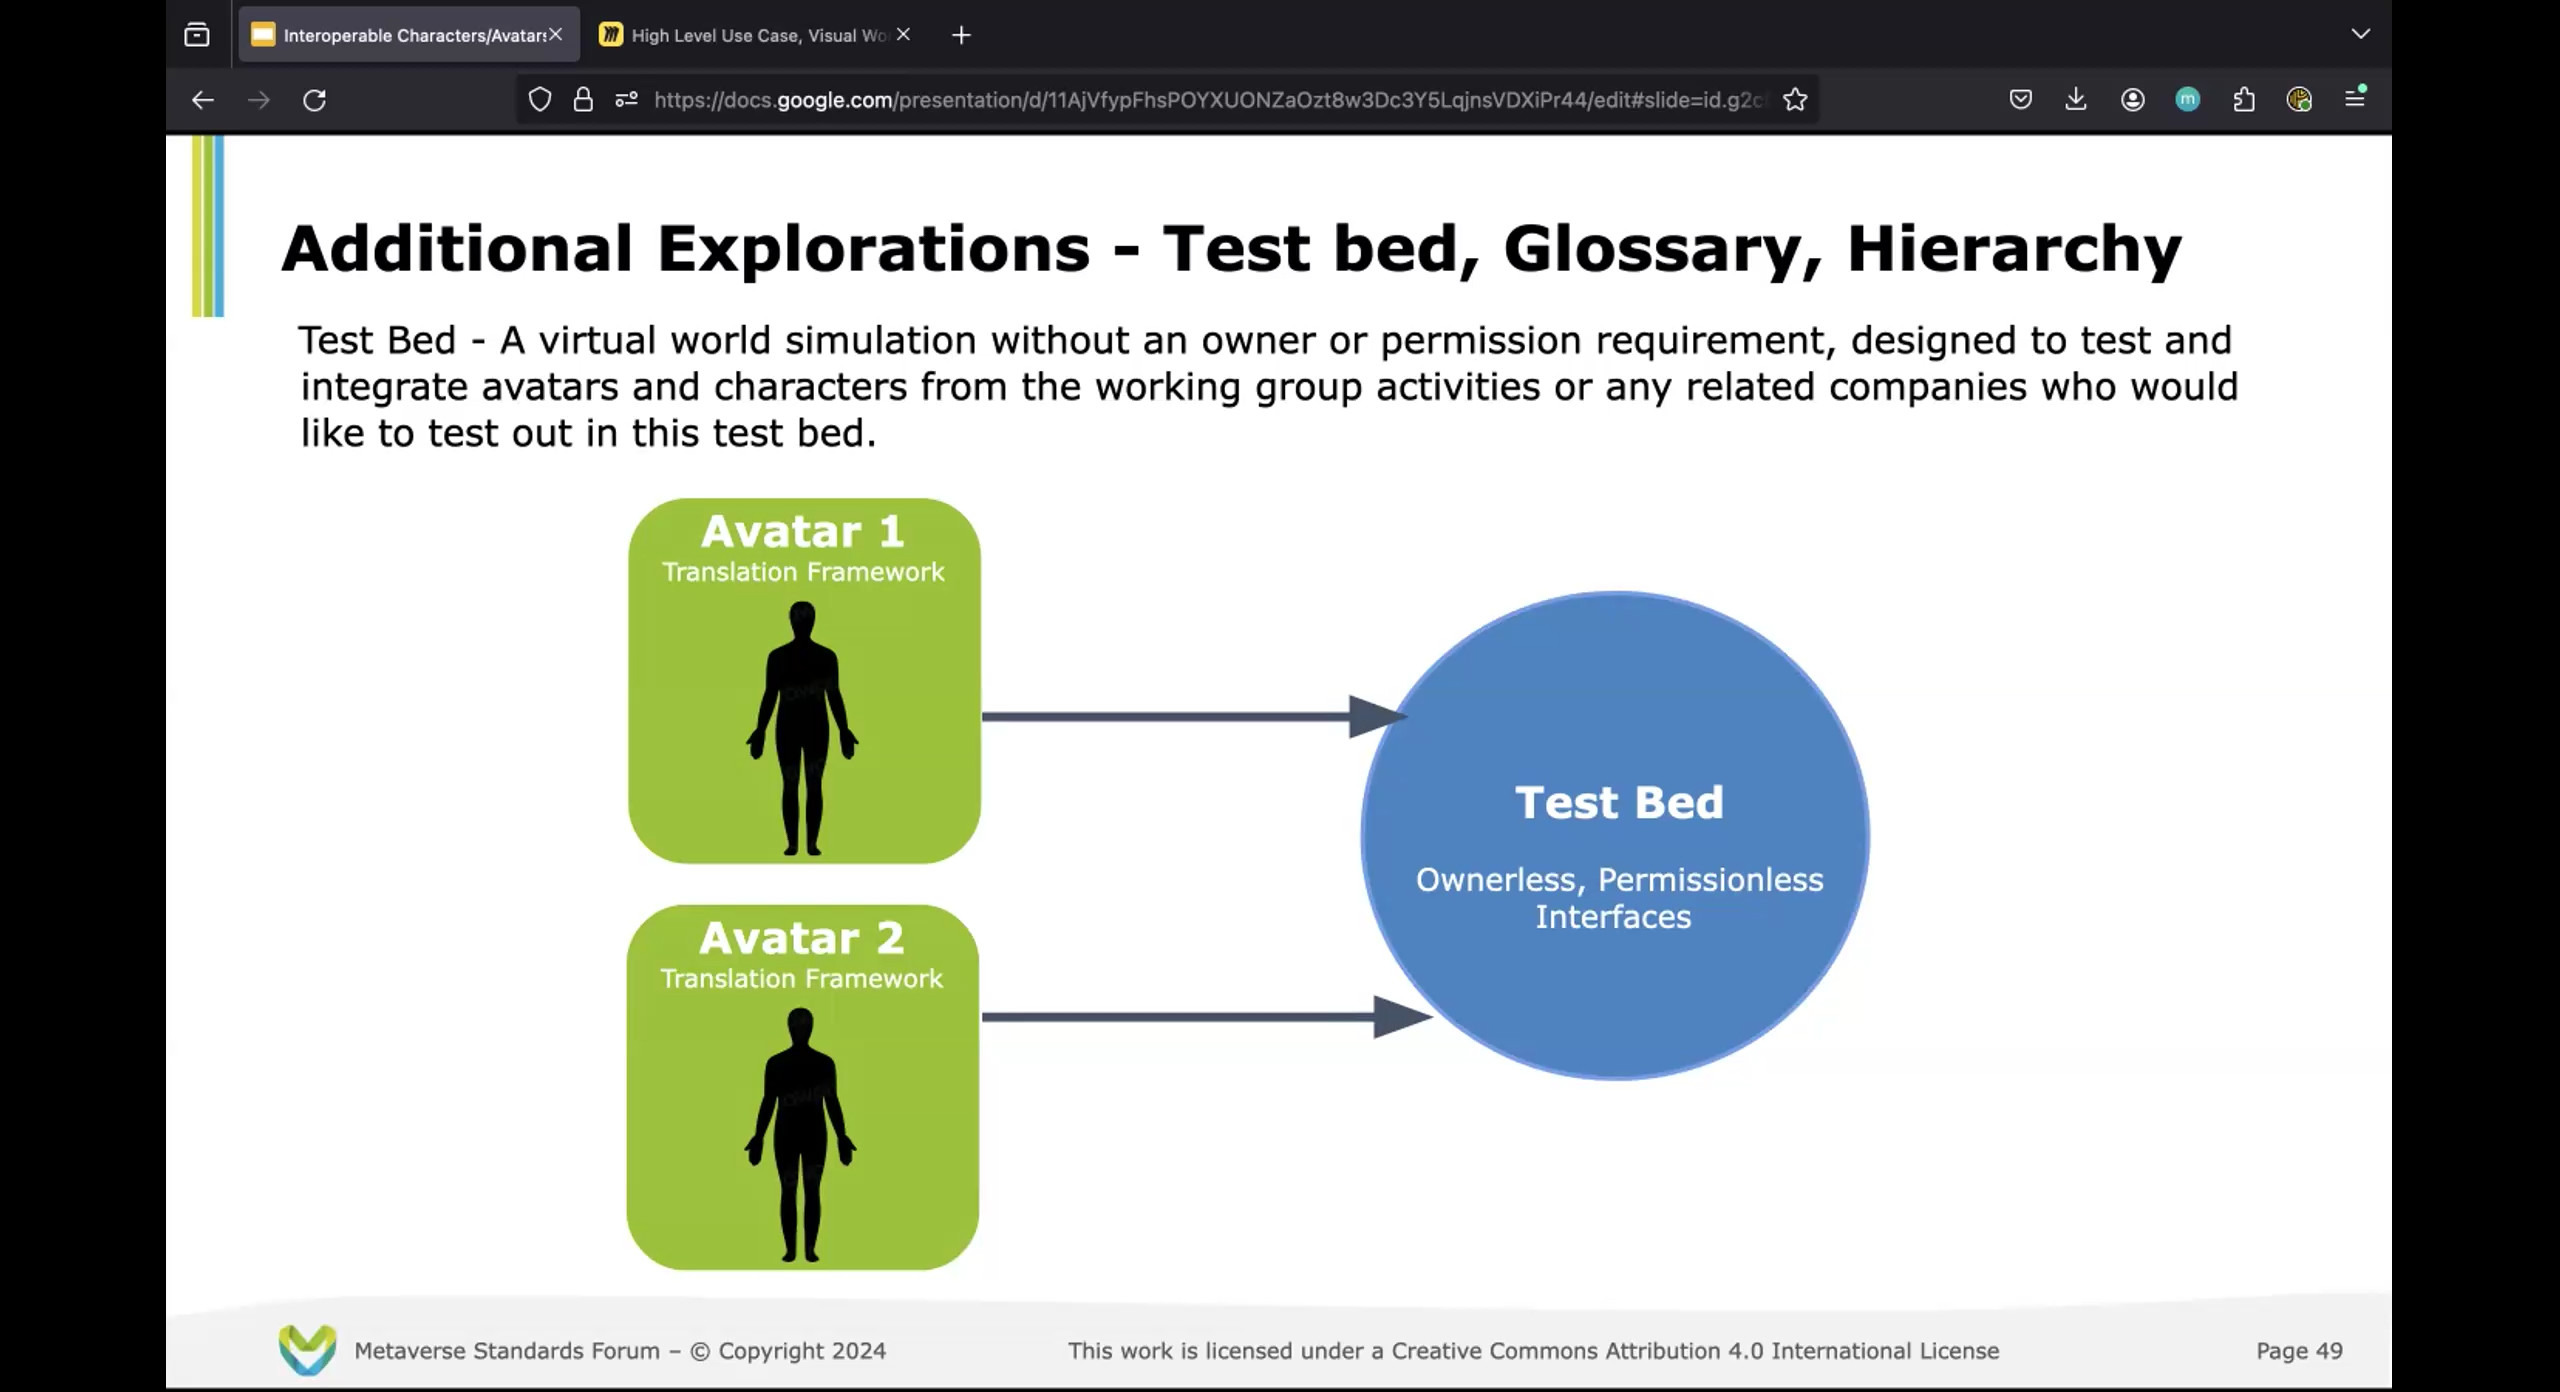 Interoperable Characters/Avatars
High Level Use Case, Visual Wo
https://docs.google.com/presentation/d/11AjVfypFhsPOYXUONZaOzt8w3Dc3Y5LqjnsVDXiPr44/edit#slide=id.g2c
m
Additional Explorations - Test bed, Glossary, Hierarchy
Test Bed - A virtual world simulation without an owner or permission requirement, designed to test and
integrate avatars and characters from the working group activities or any related companies who would
like to test out in this test bed.
Avatar 1
Translation Framework
Test Bed
Ownerless, Permissionless
Interfaces
Avatar 2
Translation Framework
Metaverse Standards Forum – © Copyright 2024
This work is licensed under a Creative Commons Attribution 4.0 International License
Page 49